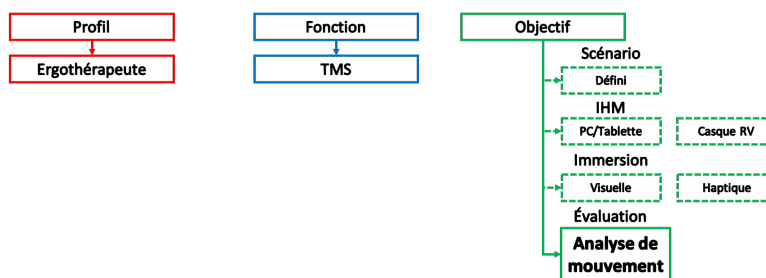 Profil
Ergothérapeute
Fonction
TMS
Objectif
Scénario
Défini
IHM
PC/Tablette
Casque RV
Immersion
Visuelle
Haptique
Évaluation
Analyse de
mouvement